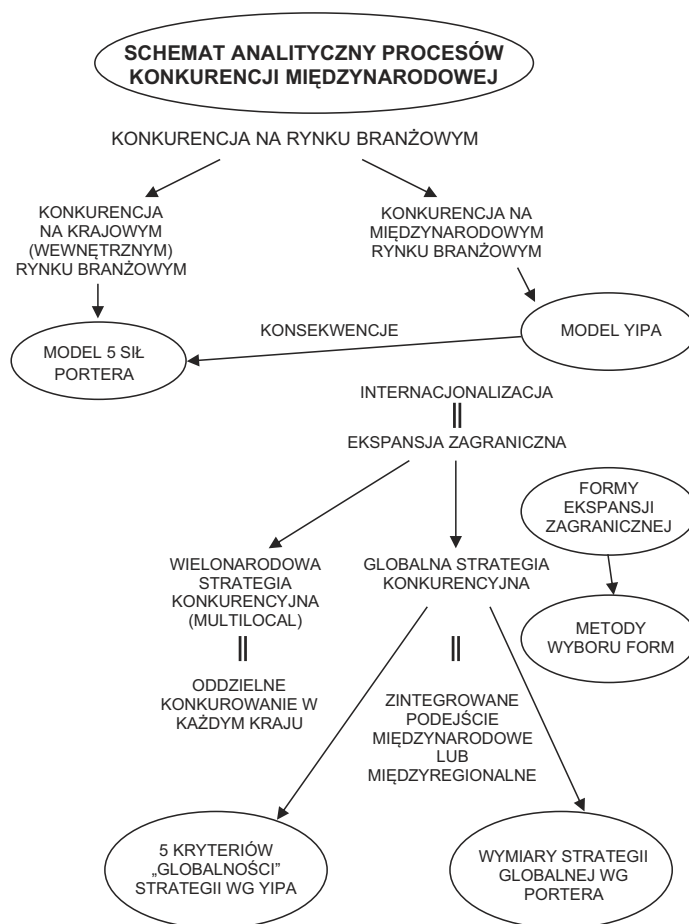 SCHEMAT ANALITYCZNY PROCESÓW
KONKURENCJI MIĘDZYNARODOWEJ
KONKURENCJA NA RYNKU BRANŻOWYM
KONKURENCJA
NA KRAJOWYM
(WEWNĘTRZNYM)
RYNKU BRANŻOWYM
KONKURENCJA NA
MIĘDZYNARODOWYM
RYNKU BRANŻOWYM
MODEL 5 SIŁ
PORTERA
KONSEKWENCJE
MODEL YIPA
INTERNACJONALIZACJA
||
EKSPANSJA ZAGRANICZNA
FORMY
EKSPANSJI
ZAGRANICZNEJ
WIELONARODOWA
STRATEGIA
KONKURENCYJNA
(MULTILOCAL)
||
ODDZIELNE
KONKUROWANIE W
KAŻDYM KRAJU
GLOBALNA STRATEGIA
KONKURENCYJNA
||
ZINTEGROWANE
PODEJŚCIE
MIĘDZYNARODOWE
LUB
MIĘDZYREGIONALNE
METODY
WYBORU FORM
5 KRYTERIÓW
„GLOBALNOŚCI”
STRATEGII WG YIPA
WYMIARY STRATEGII
GLOBALNEJ WG
PORTERA